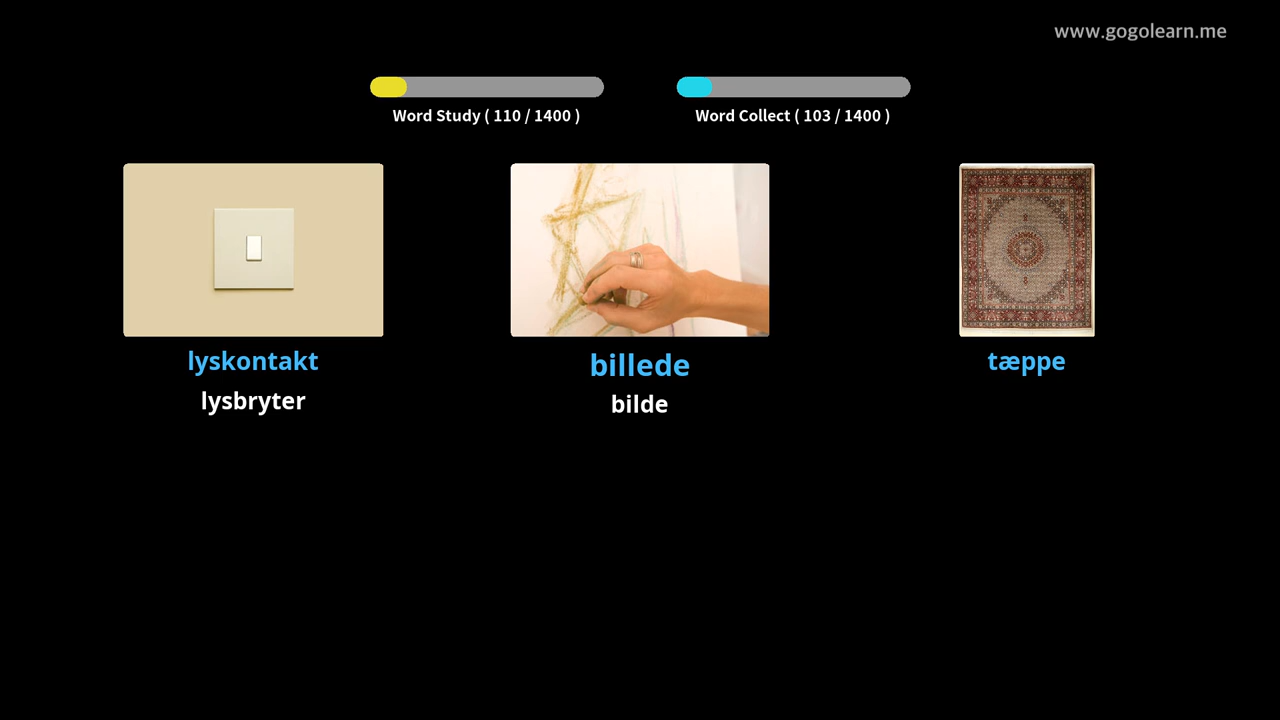 www.gogolearn.me
Word Study ( 110 / 1400 )
Word Collect ( 103 / 1400 )
lyskontakt
lysbryter
billede
bilde
tæppe